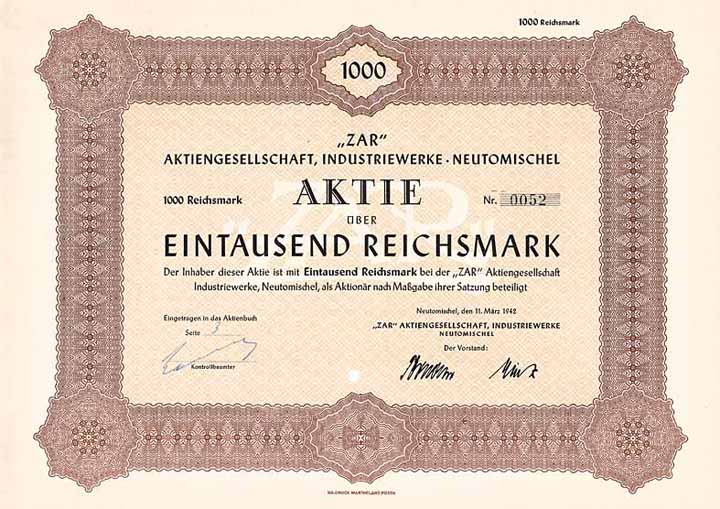 1000 Reichsmark
1000
„ZAR"
AKTIENGESELLSCHAFT, INDUSTRIEWERKE · NEUTOMISCHEL
1000 Reichsmark AKTIE Nr. 0052
ÜBER
EINTAUSEND REICHSMARK
Der Inhaber dieser Aktie ist mit Eintausend Reichsmark bei der „ZAR" Aktiengesellschaft
Industriewerke, Neutomischel, als Aktionär nach Maßgabe ihrer Satzung beteiligt
Eingetragen in das Aktienbuch
Seite 3
Kontrollbeamter
Neutomischel, den 11. März 1942
„ZAR" AKTIENGESELLSCHAFT, INDUSTRIEWERKE
NEUTOMISCHEL
Der Vorstand: